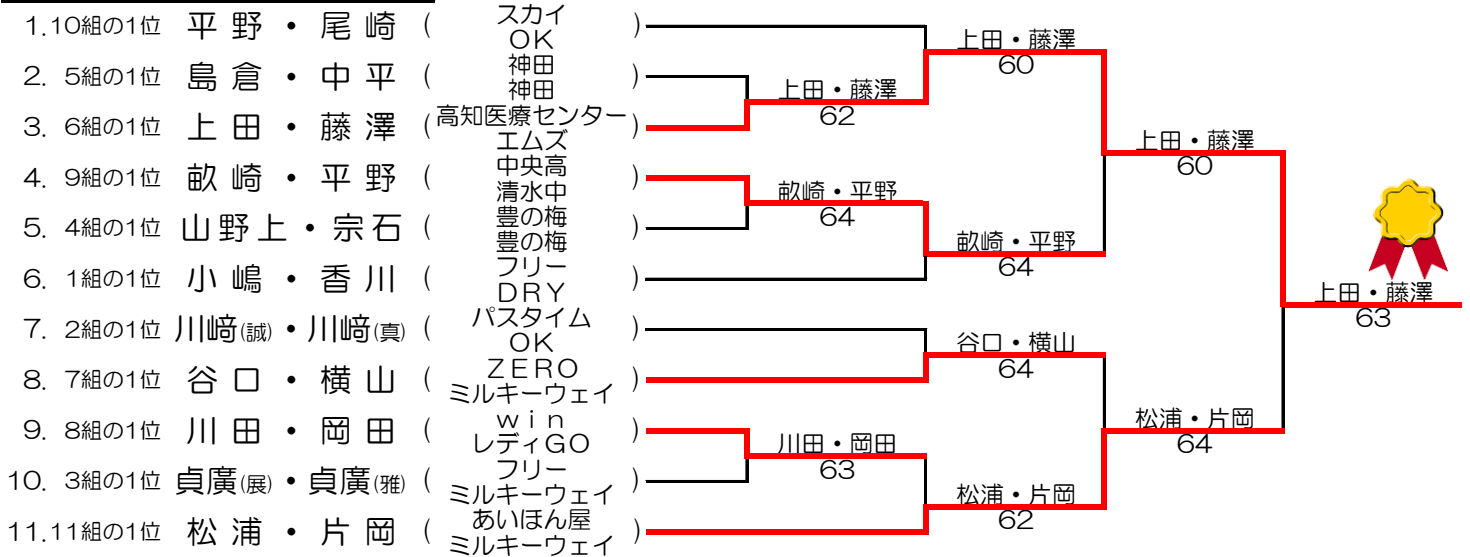 1.10組の1位 平野・尾崎 (スカイ OK)
2. 5組の1位 島倉・中平 (神田 神田)
3. 6組の1位 上田・藤澤 (高知医療センター エムズ)
4. 9組の1位 畝崎・平野 (中央高 清水中)
5. 4組の1位 山野上・宗石 (豊の梅 豊の梅)
6. 1組の1位 小嶋・香川 (フリー DRY)
7. 2組の1位 川﨑(誠)・川﨑(真) (パスタイム OK)
8. 7組の1位 谷口・横山 (ZERO ミルキーウェイ)
9. 8組の1位 川田・岡田 (win レディGO)
10. 3組の1位 貞廣(展)・貞廣(雅) (フリー ミルキーウェイ)
11.11組の1位 松浦・片岡 (あいほん屋 ミルキーウェイ)
上田・藤澤
62
畝崎・平野
64
川田・岡田
63
上田・藤澤
60
畝崎・平野
64
谷口・横山
64
松浦・片岡
62
上田・藤澤
60
松浦・片岡
64
上田・藤澤
63